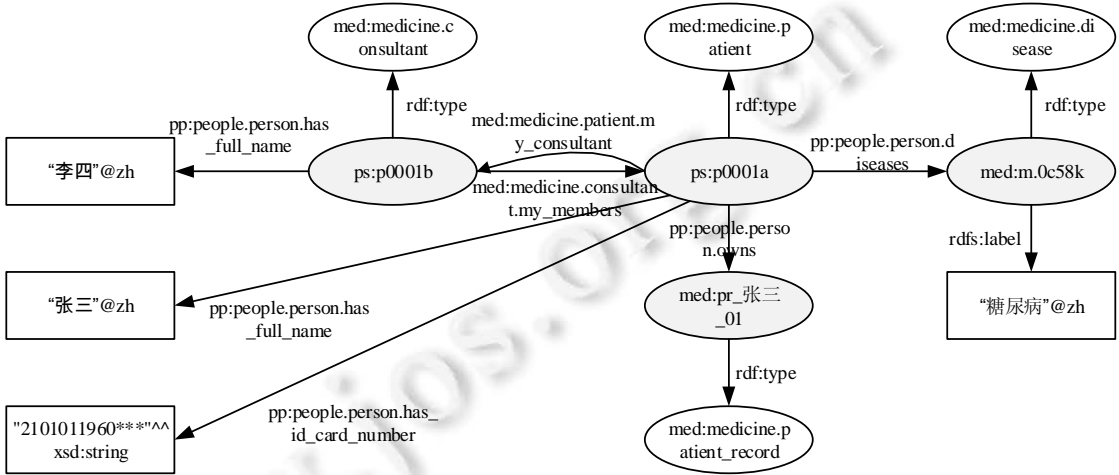 med:medicine.c
onsultant
med:medicine.p
atient
med:medicine.di
sease
rdf:type
rdf:type
rdf:type
pp:people.person.has
_full_name
med:medicine.patient.m
y_consultant
pp:people.person.d
iseases
“李四”@zh
ps:p0001b
ps:p0001a
med:m.0c58k
med:medicine.consultan
t.my_members
pp:people.perso
n.owns
rdfs:label
“张三”@zh
pp:people.person.has
_full_name
med:pr_张三
_01
“糖尿病”@zh
rdf:type
"2101011960***"^^
xsd:string
pp:people.person.has_
id_card_number
med:medicine.p
atient_record
jos.org.cn